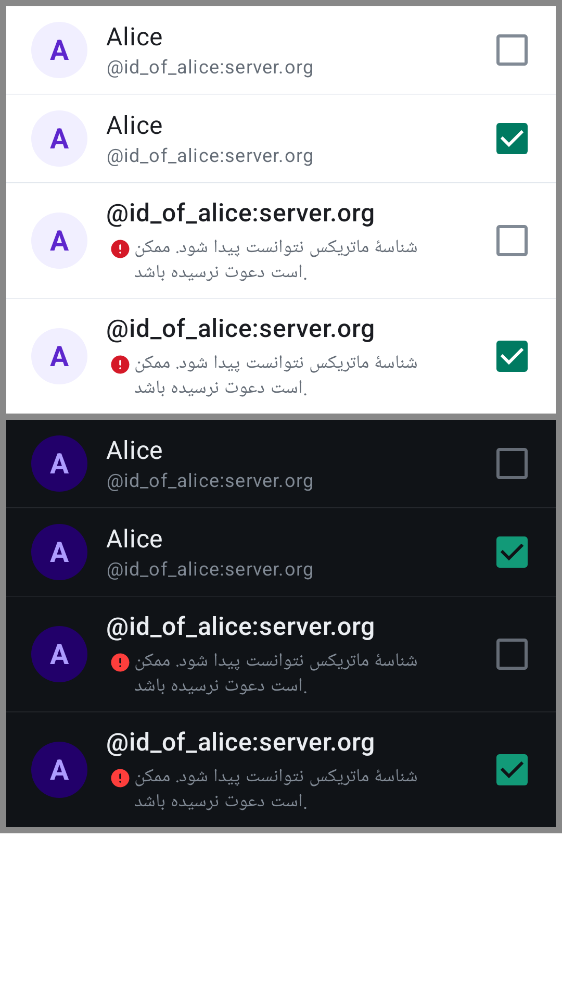 A
Alice
@id_of_alice:server.org
A
Alice
@id_of_alice:server.org
A
@id_of_alice:server.org
شناسهٔ ماتریکس نتوانست پیدا شود. ممکن
است دعوت نرسیده باشد.
A
@id_of_alice:server.org
شناسهٔ ماتریکس نتوانست پیدا شود. ممکن
است دعوت نرسیده باشد.
A
Alice
@id_of_alice:server.org
A
Alice
@id_of_alice:server.org
A
@id_of_alice:server.org
شناسهٔ ماتریکس نتوانست پیدا شود. ممکن
است دعوت نرسیده باشد.
A
@id_of_alice:server.org
شناسهٔ ماتریکس نتوانست پیدا شود. ممکن
است دعوت نرسیده باشد.